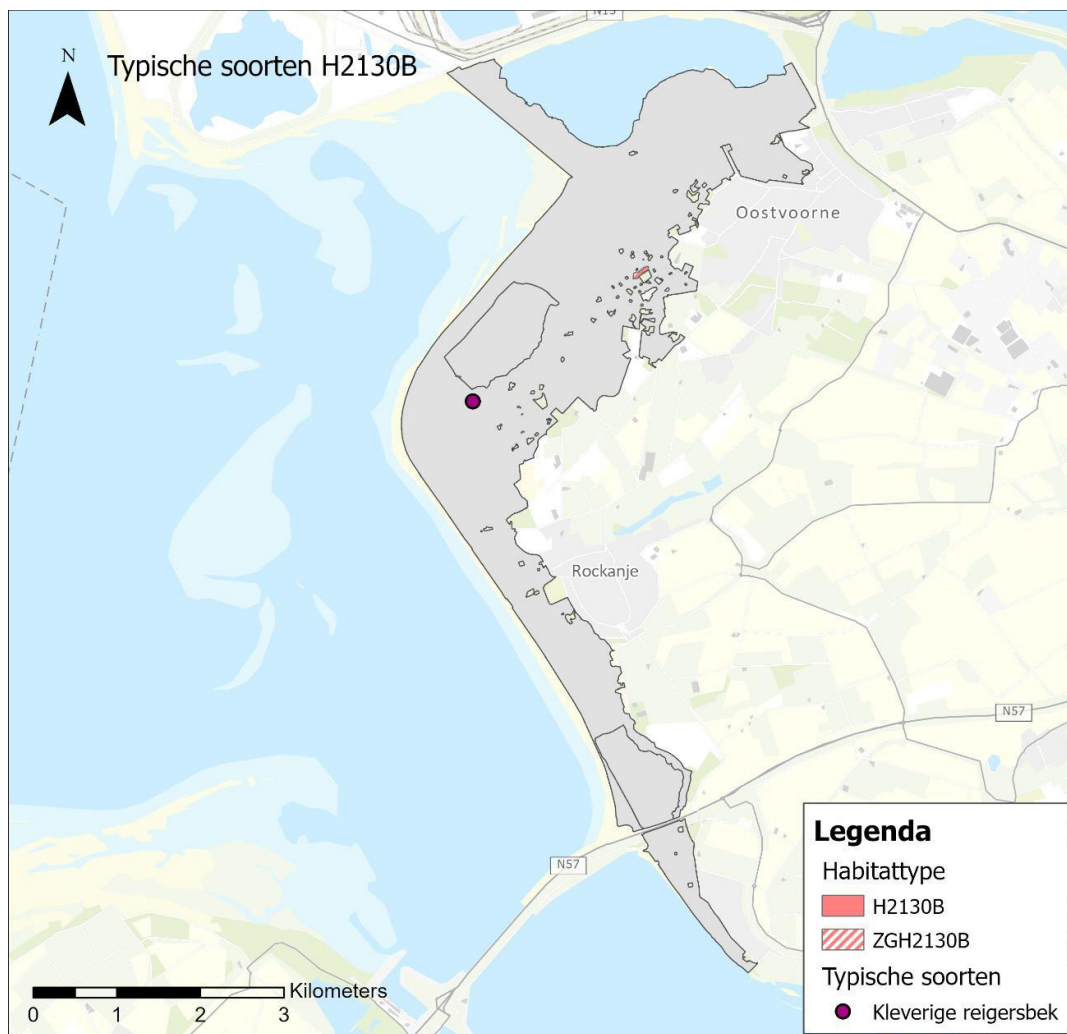 N15
N
Typische soorten H2130B
Oostvoorne
Rockanje
N57
N57
Legenda
Habitattype
H2130B
ZGH2130B
Typische soorten
Kleverige reigersbek
Kilometers
0 1 2 3